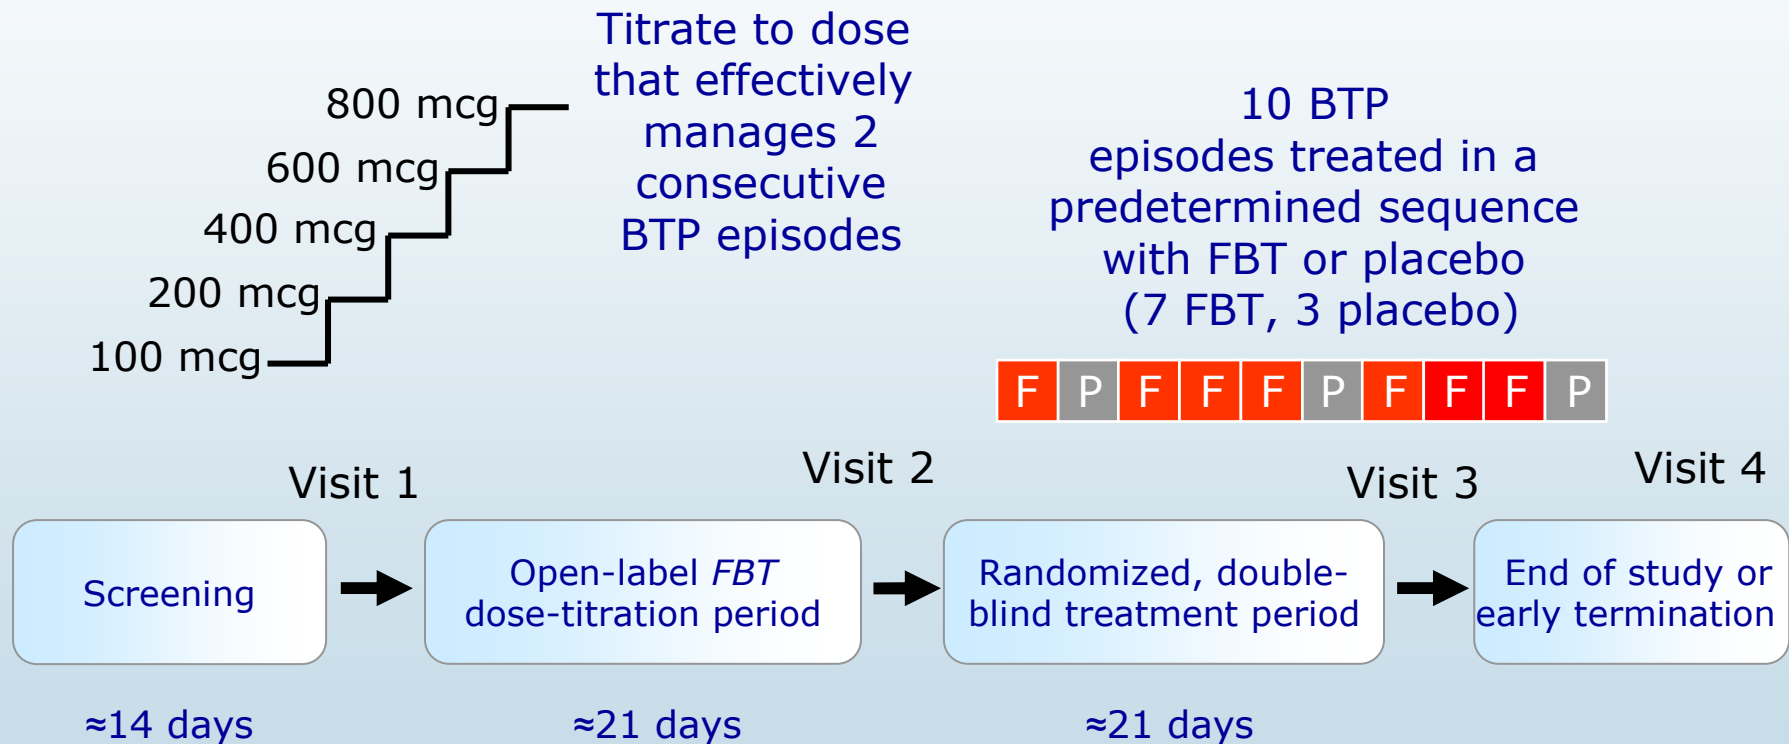 Titrate to dose
that effectively
manages 2
consecutive
BTP episodes
800 mcg
600 mcg
400 mcg
200 mcg
100 mcg
10 BTP
episodes treated in a
predetermined sequence
with FBT or placebo
(7 FBT, 3 placebo)
F P F F F P F F F P
Visit 1
Visit 2
Visit 3
Visit 4
Screening
Open-label FBT
dose-titration period
Randomized, double-
blind treatment period
End of study or
early termination
≈14 days
≈21 days
≈21 days